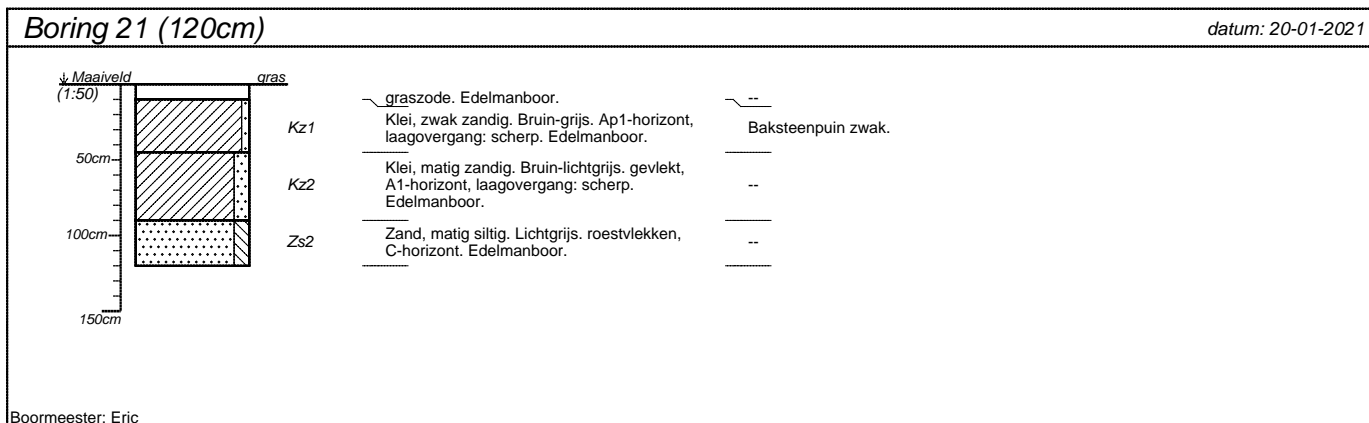 Boring 21 (120cm)
datum: 20-01-2021
Maaiveld
gras
(1:50)
graszode. Edelmanboor.
--
Kz1
Klei, zwak zandig. Bruin-grijs. Ap1-horizont,
laagovergang: scherp. Edelmanboor.
Baksteenpuin zwak.
50cm
Kz2
Klei, matig zandig. Bruin-lichtgrijs. gevlekt,
A1-horizont, laagovergang: scherp.
Edelmanboor.
--
100cm
Zs2
Zand, matig siltig. Lichtgrijs. roestvlekken,
C-horizont. Edelmanboor.
--
150cm
Boormeester: Eric